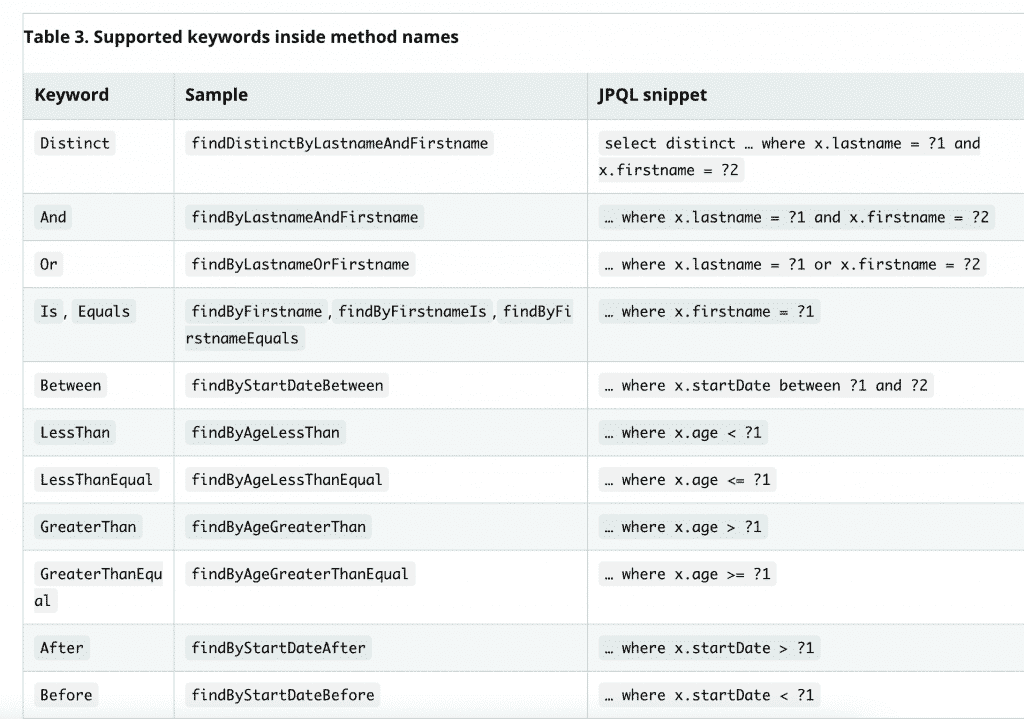 Table 3. Supported keywords inside method names
Keyword Sample JPQL snippet
Distinct findDistinctByLastnameAndFirstname select distinct … where x.lastname = ?1 and
x.firstname = ?2
And findByLastnameAndFirstname … where x.lastname = ?1 and x.firstname = ?2
Or findByLastnameOrFirstname … where x.lastname = ?1 or x.firstname = ?2
Is, Equals findByFirstname, findByFirstnameIs, findByFi … where x.firstname = ?1
rstnameEquals
Between findByStartDateBetween … where x.startDate between ?1 and ?2
LessThan findByAgeLessThan … where x.age < ?1
LessThanEqual findByAgeLessThanEqual … where x.age <= ?1
GreaterThan findByAgeGreaterThan … where x.age > ?1
GreaterThanEqu findByAgeGreaterThanEqual … where x.age >= ?1
al
After findByStartDateAfter … where x.startDate > ?1
Before findByStartDateBefore … where x.startDate < ?1